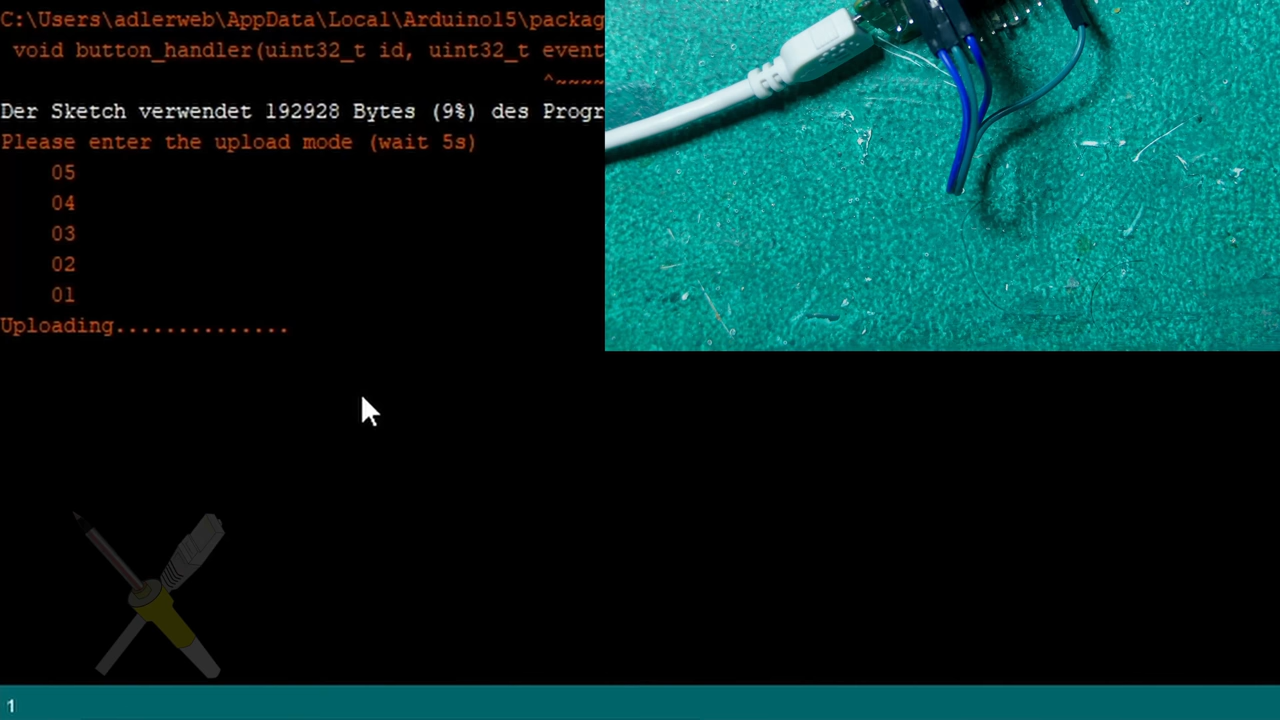 C:\Users\adlerweb\AppData\Local\Arduino15\packag
void button_handler(uint32_t id, uint32_t event
^~~~~
Der Sketch verwendet 192928 Bytes (9%) des Progr
Please enter the upload mode (wait 5s)
05
04
03
02
01
Uploading..............
1